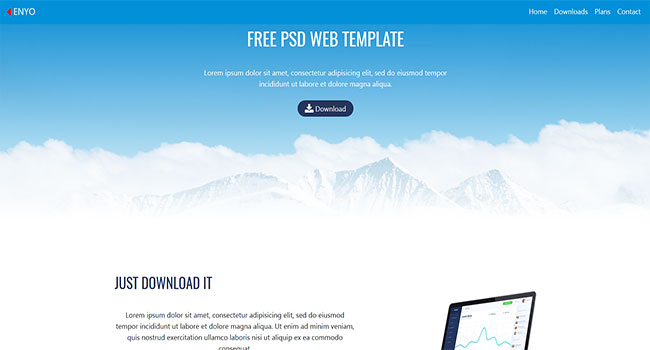 ENYO
Home Downloads Plans Contact
FREE PSD WEB TEMPLATE
Lorem ipsum dolor sit amet, consectetur adipisicing elit, sed do eiusmod tempor
incididunt ut labore et dolore magna aliqua.
Download
JUST DOWNLOAD IT
Lorem ipsum dolor sit amet, consectetur adipisicing elit, sed do eiusmod
tempor incididunt ut labore et dolore magna aliqua. Ut enim ad minim veniam,
quis nostrud exercitation ullamco laboris nisi ut aliquip ex ea commodo
consequat.